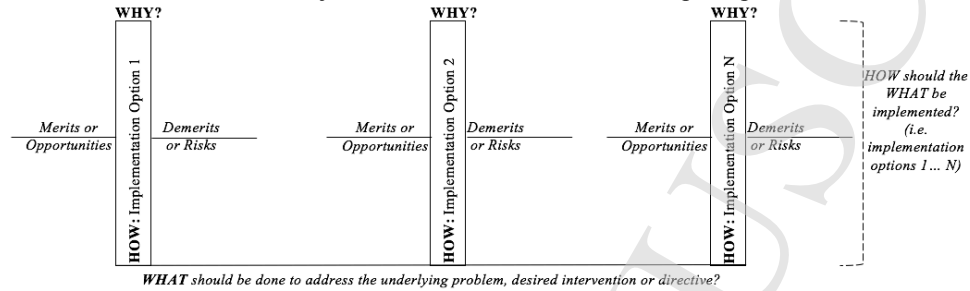 WHY?
WHY?
WHY?
HOW: Implementation Option 1
HOW: Implementation Option 2
HOW: Implementation Option N
Merits or
Opportunities
Demerits
or Risks
Merits or
Opportunities
Demerits
or Risks
Merits or
Opportunities
Demerits
or Risks
HOW should the
WHAT be
implemented?
(i.e.
implementation
options 1... N)
WHAT should be done to address the underlying problem, desired intervention or directive?